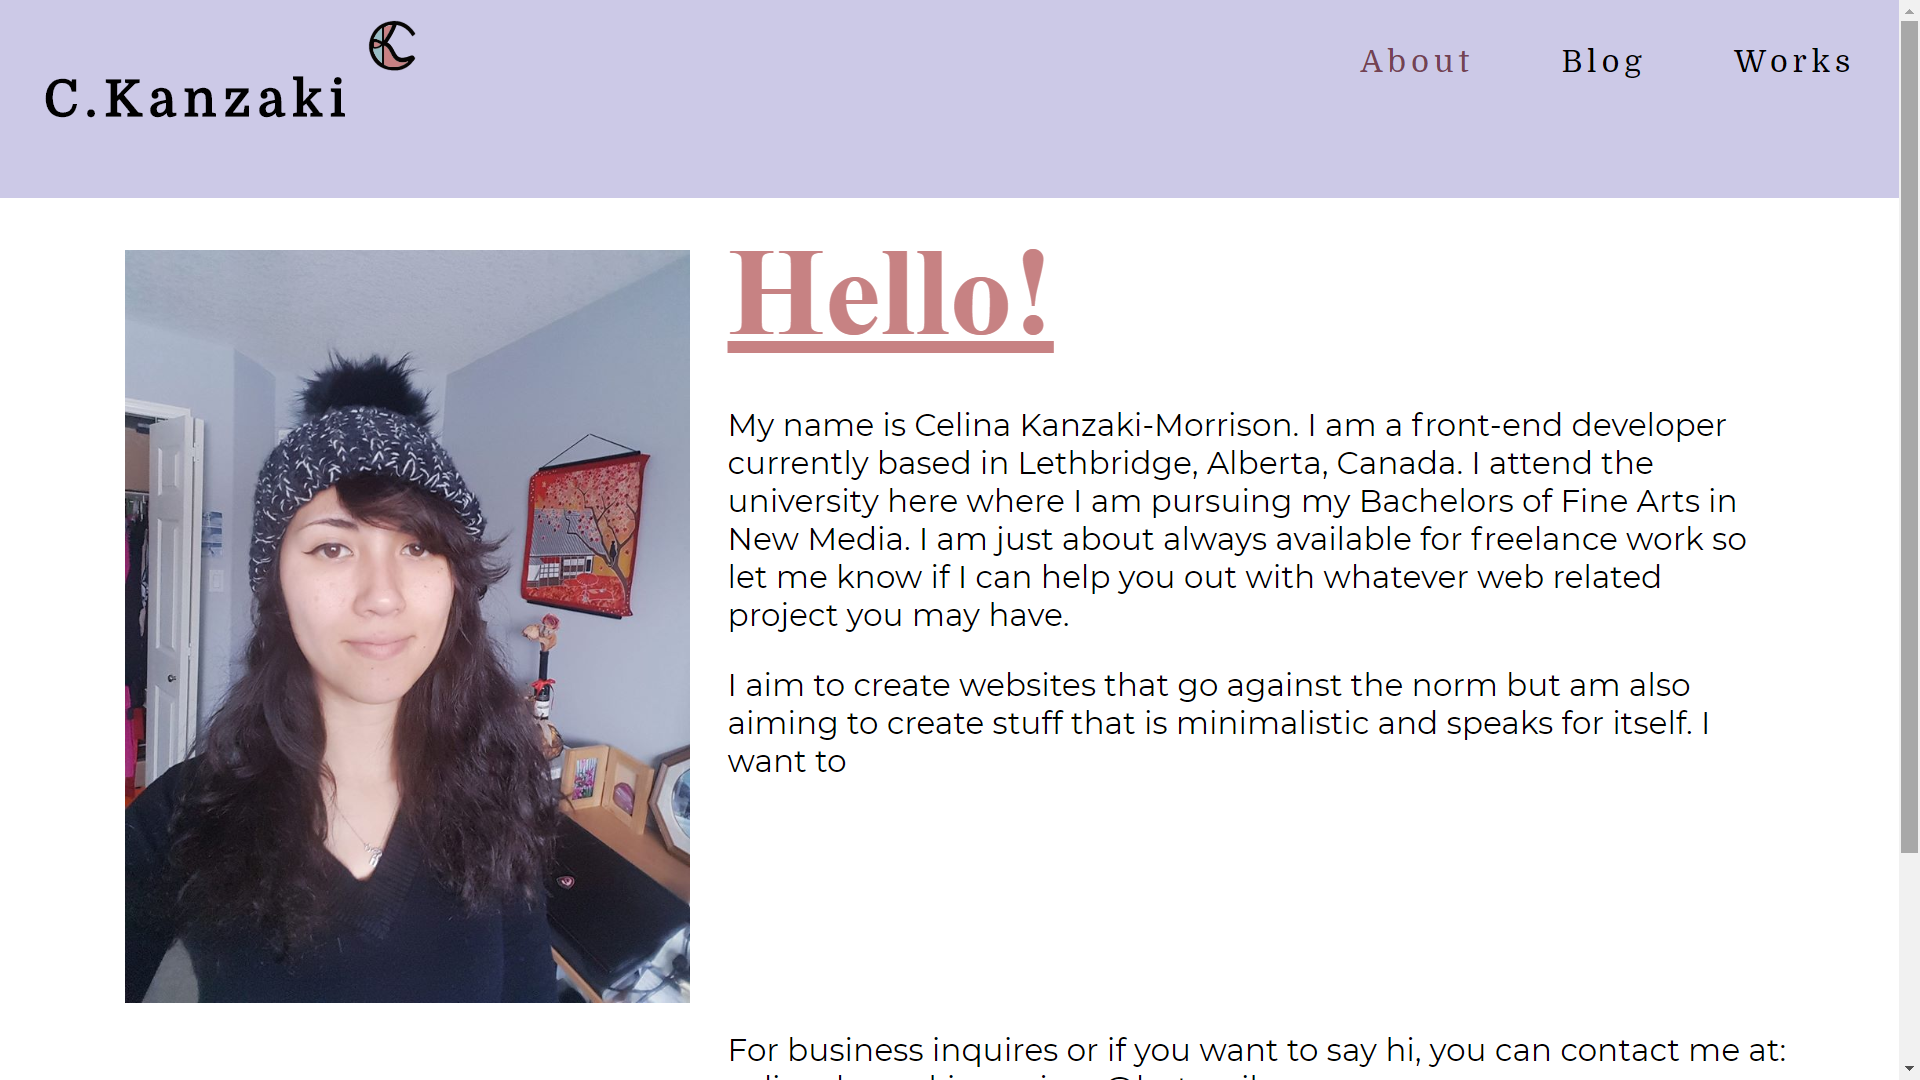 C.Kanzaki
About
Blog
Works
Hello!
My name is Celina Kanzaki-Morrison. I am a front-end developer
currently based in Lethbridge, Alberta, Canada. I attend the
university here where I am pursuing my Bachelors of Fine Arts in
New Media. I am just about always available for freelance work so
let me know if I can help you out with whatever web related
project you may have.
I aim to create websites that go against the norm but am also
aiming to create stuff that is minimalistic and speaks for itself. I
want to
For business inquires or if you want to say hi, you can contact me at: